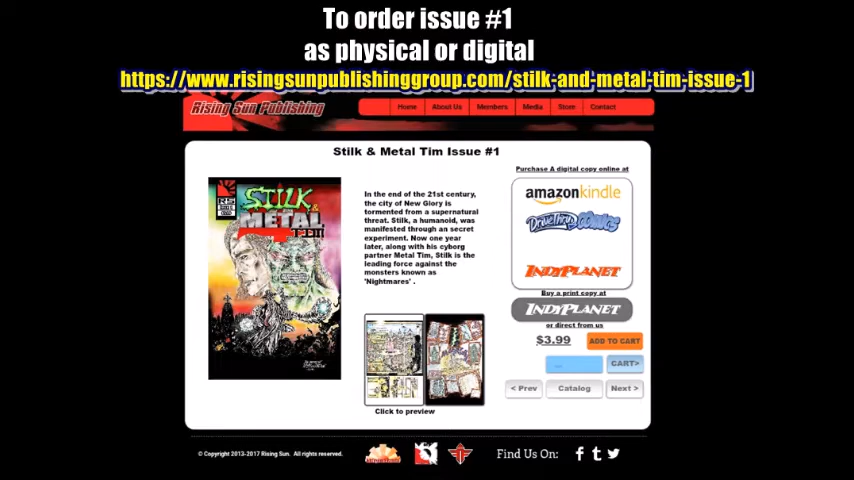 To order issue #1
as physical or digital
https://www.risingsunpublishinggroup.com/stilk-and-metal-tim-issue-1
Rising Sun Publishing
Home
About Us
Members
Media
Store
Contact
Stilk & Metal Tim Issue #1
STILK &
METAL
TIM
RS
In the end of the 21st century,
the city of New Glory is
tormented from a supernatural
threat. Stilk, a humanoid, was
manifested through an secret
experiment. Now one year
later, along with his cyborg
partner Metal Tim, Stilk is the
leading force against the
monsters known as
'Nightmares' .
Click to preview
Purchase A digital copy online at
amazonkindle
DriveThru Comics
INDYPLANET
Buy a print copy at
INDYPLANET
or direct from us
$3.99
ADD TO CART
...
CART>
< Prev
Catalog
Next >
© Copyright 2013-2017 Rising Sun. All rights reserved.
Find Us On: